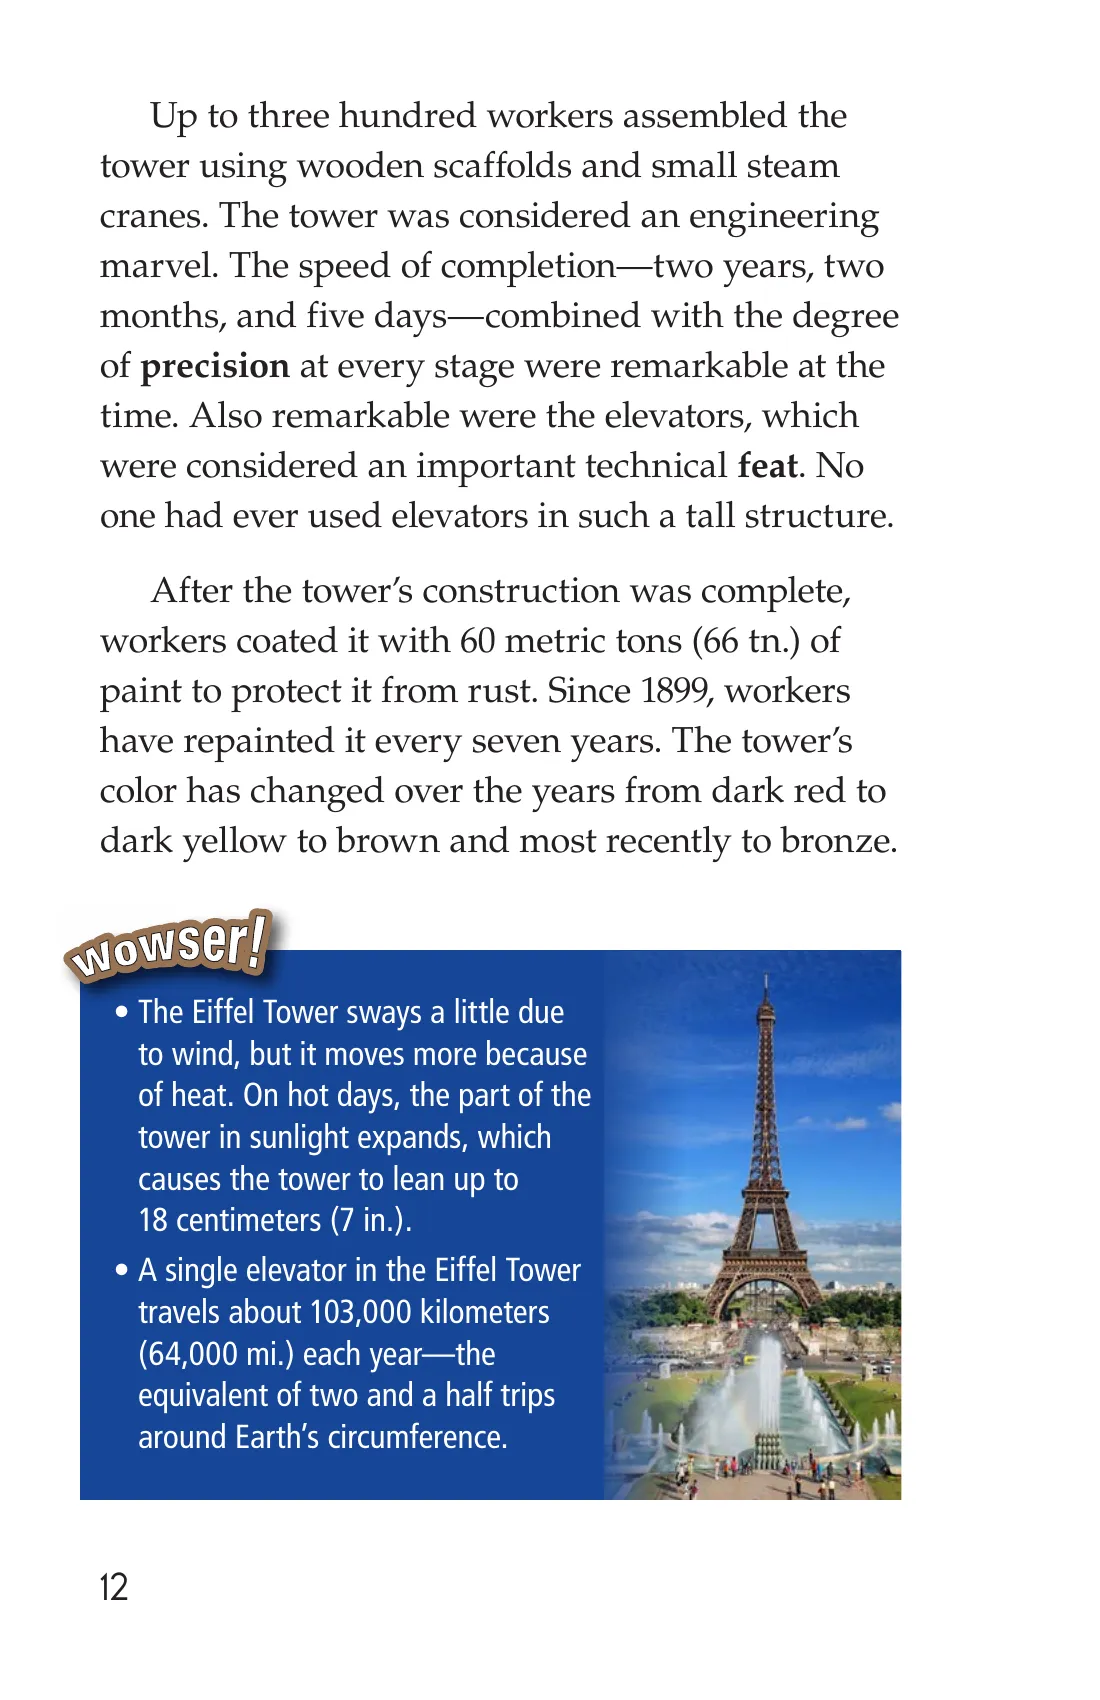 Up to three hundred workers assembled the
tower using wooden scaffolds and small steam
cranes. The tower was considered an engineering
marvel. The speed of completion—two years, two
months, and five days—combined with the degree
of precision at every stage were remarkable at the
time. Also remarkable were the elevators, which
were considered an important technical feat. No
one had ever used elevators in such a tall structure.
After the tower’s construction was complete,
workers coated it with 60 metric tons (66 tn.) of
paint to protect it from rust. Since 1899, workers
have repainted it every seven years. The tower’s
color has changed over the years from dark red to
dark yellow to brown and most recently to bronze.
Wowser!
• The Eiffel Tower sways a little due
to wind, but it moves more because
of heat. On hot days, the part of the
tower in sunlight expands, which
causes the tower to lean up to
18 centimeters (7 in.).
• A single elevator in the Eiffel Tower
travels about 103,000 kilometers
(64,000 mi.) each year—the
equivalent of two and a half trips
around Earth’s circumference.
12